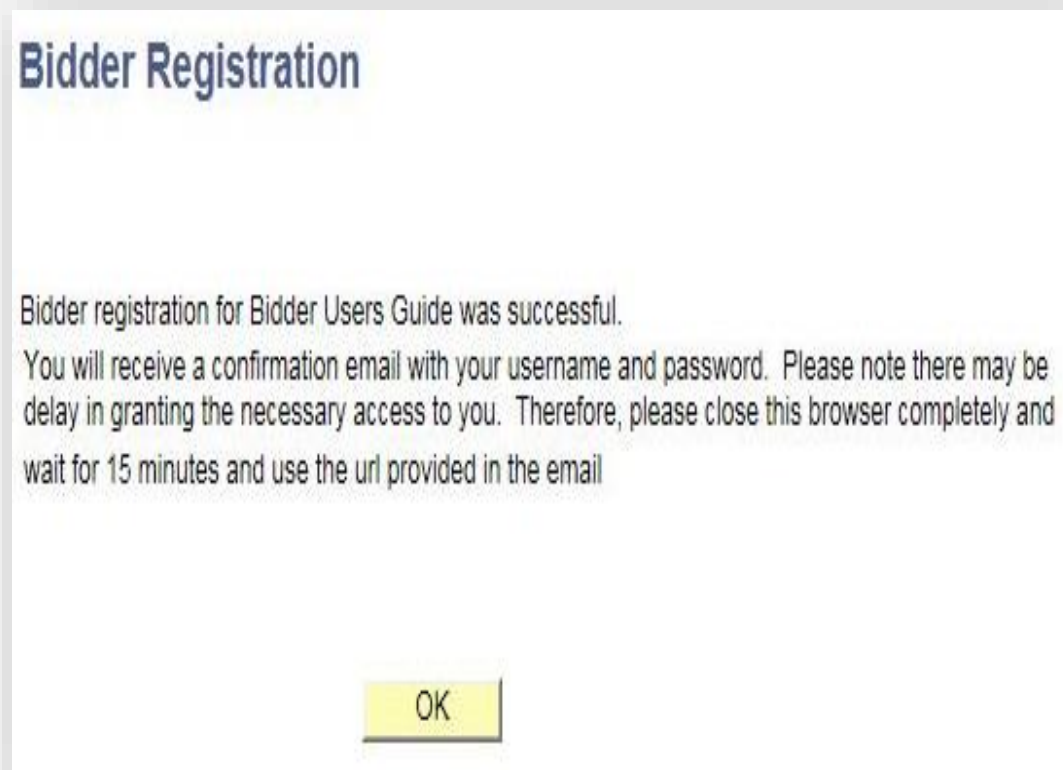 Bidder Registration
Bidder registration for Bidder Users Guide was successful.
You will receive a confirmation email with your username and password. Please note there may be
delay in granting the necessary access to you. Therefore, please close this browser completely and
wait for 15 minutes and use the url provided in the email
OK